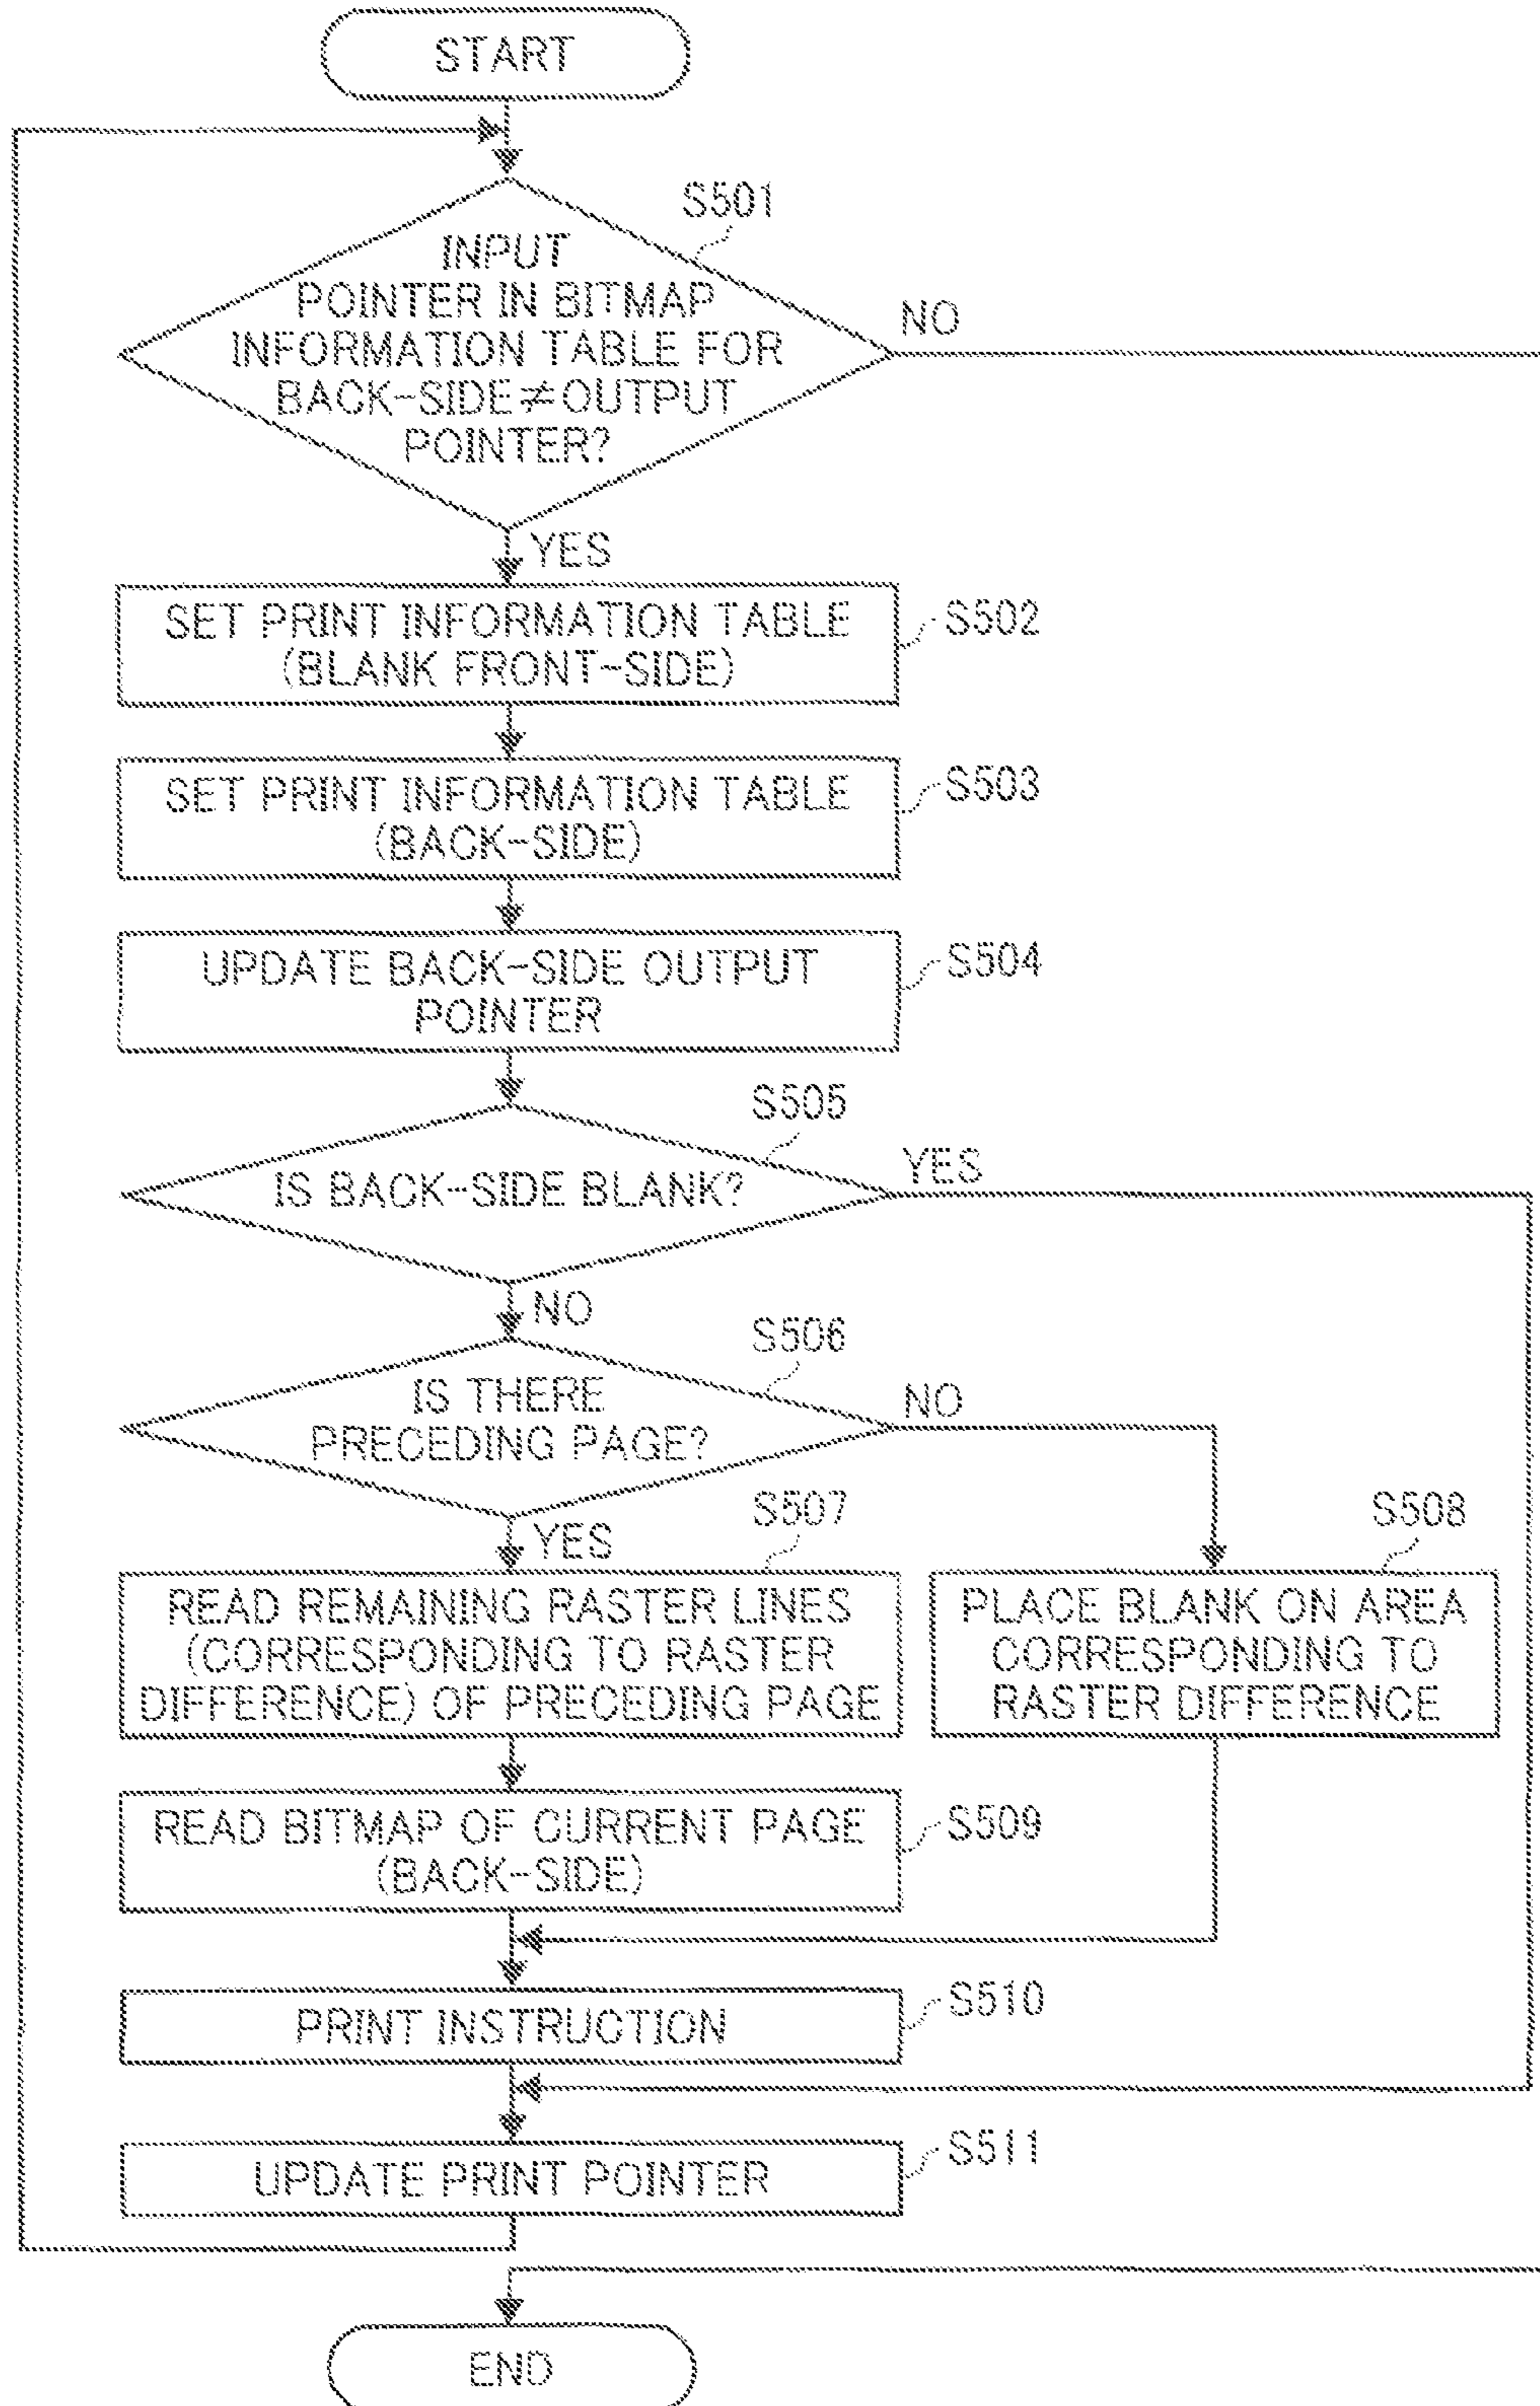 START
S501
INPUT
POINTER IN BITMAP
INFORMATION TABLE FOR
BACK-SIDE≠OUTPUT
POINTER?
NO
YES
SET PRINT INFORMATION TABLE
(BLANK FRONT-SIDE)
S502
SET PRINT INFORMATION TABLE
(BACK-SIDE)
S503
UPDATE BACK-SIDE OUTPUT
POINTER
S504
S505
IS BACK-SIDE BLANK?
YES
NO
S506
IS THERE
PRECEDING PAGE?
NO
YES
S507
READ REMAINING RASTER LINES
(CORRESPONDING TO RASTER
DIFFERENCE) OF PRECEDING PAGE
S508
PLACE BLANK ON AREA
CORRESPONDING TO
RASTER DIFFERENCE
READ BITMAP OF CURRENT PAGE
(BACK-SIDE)
S509
PRINT INSTRUCTION
S510
UPDATE PRINT POINTER
S511
END